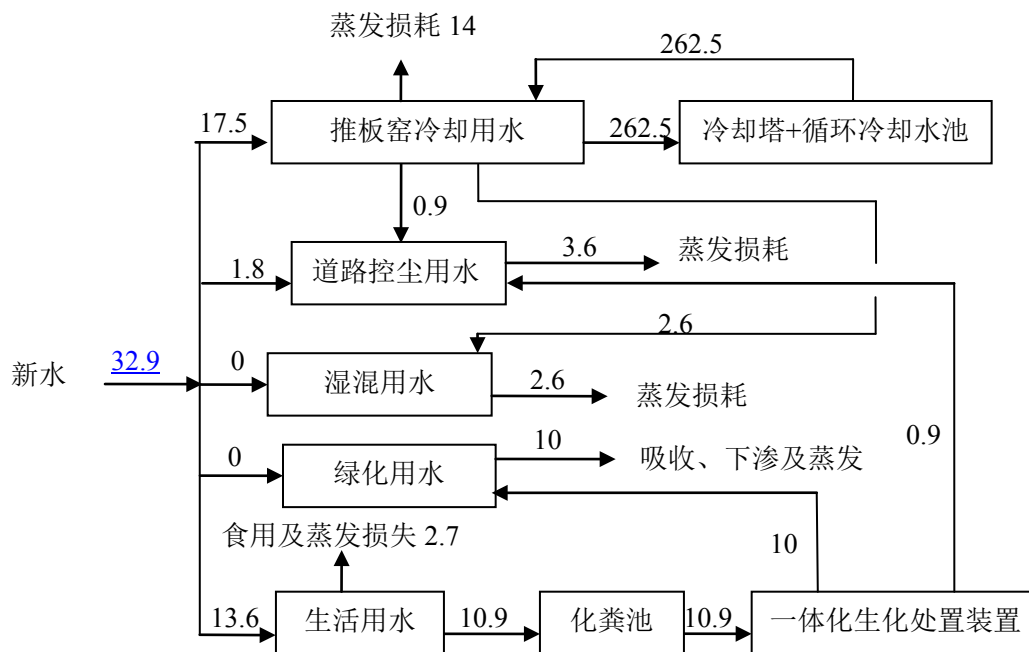 蒸发损耗 14
262.5
17.5
推板窑冷却用水
262.5
冷却塔+循环冷却水池
0.9
1.8
道路控尘用水
3.6
蒸发损耗
2.6
新水
32.9
0
湿混用水
2.6
蒸发损耗
0.9
0
绿化用水
10
吸收、下渗及蒸发
食用及蒸发损失 2.7
10
13.6
生活用水
10.9
化粪池
10.9
一体化生化处置装置